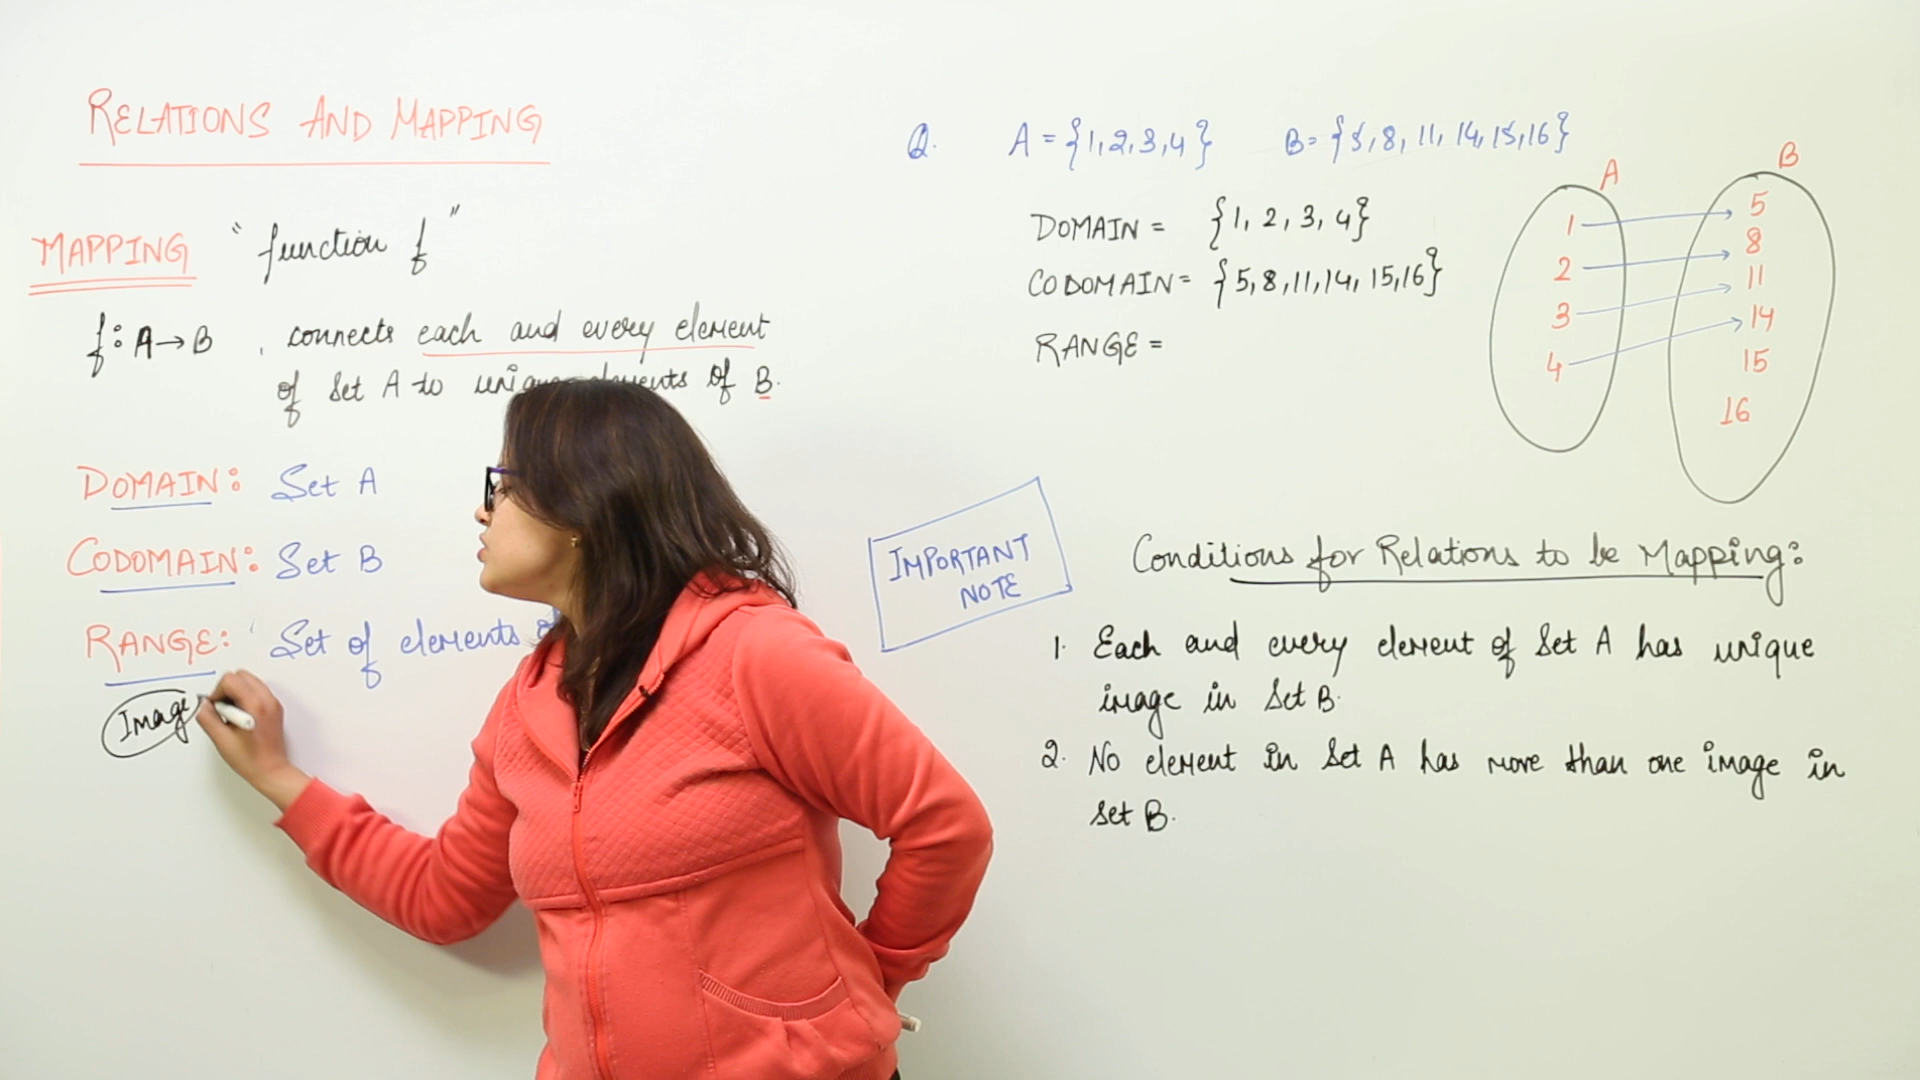 RELATIONS AND MAPPING
MAPPING "function f"
f: A→B, connects each and every element
of Set A to unique elements of B.
DOMAIN: Set A
CODOMAIN: Set B
RANGE: Set of elements
Image
Q. A = {1,2,3,4} B = {5,8,11,14,15,16}
DOMAIN = {1, 2, 3, 4}
CODOMAIN = {5,8,11,14,15,16}
RANGE =
A B
1 5
2 8
3 11
4 14
15
16
IMPORTANT
NOTE
Conditions for Relations to be Mapping:
1. Each and every element of Set A has unique
image in Set B.
2. No element in Set A has more than one image in
Set B.